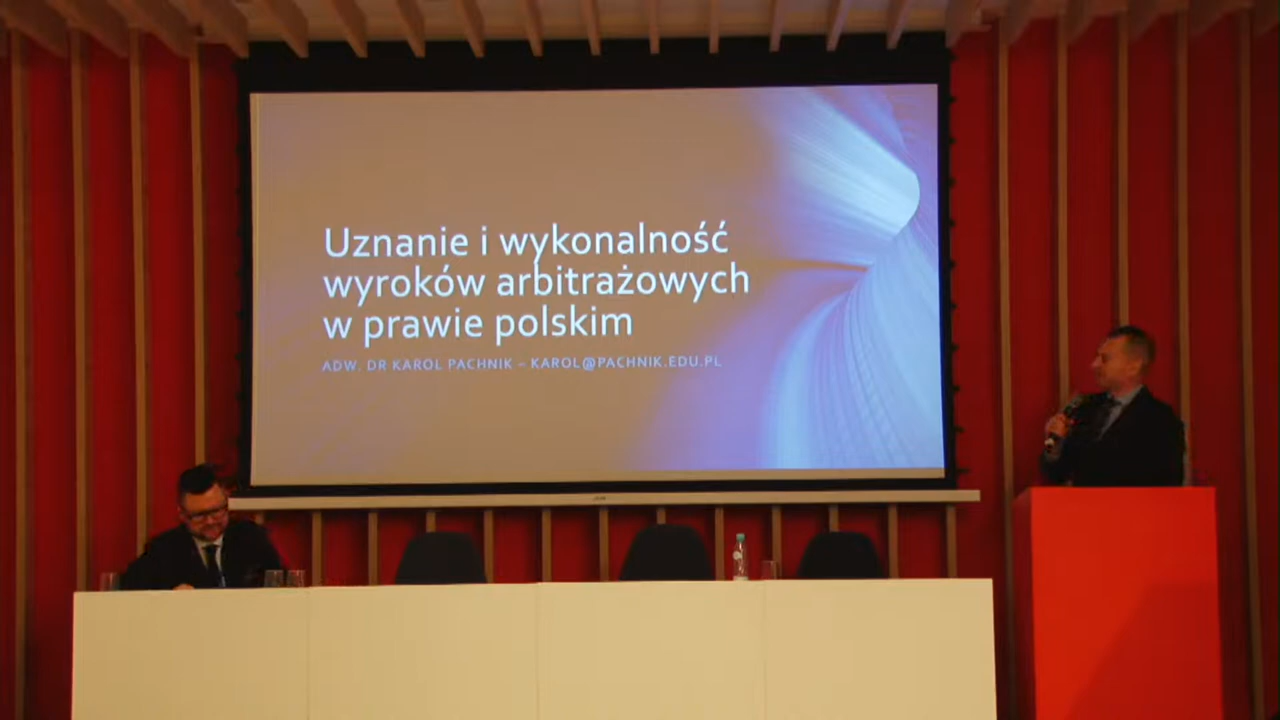 Uznanie i wykonalność
wyroków arbitrażowych
w prawie polskim
ADW. DR KAROL PACHNIK – KAROL@PACHNIK.EDU.PL